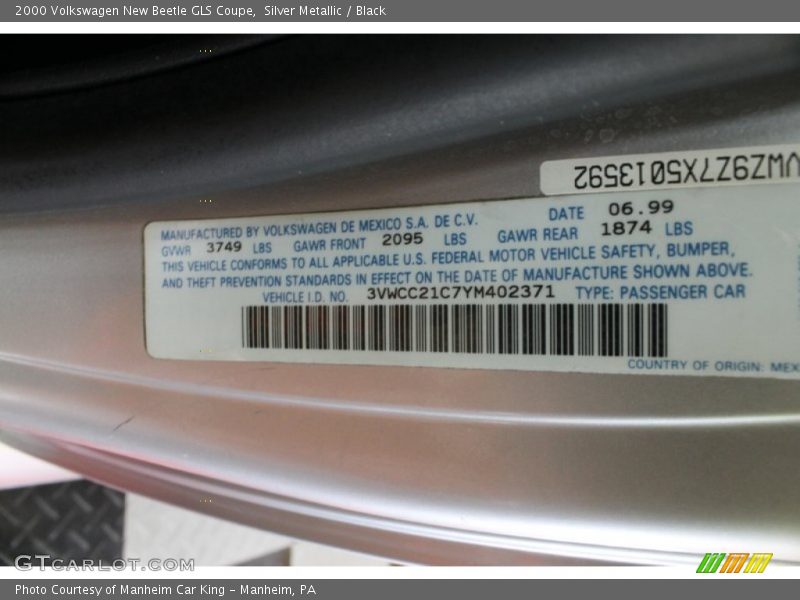 2000 Volkswagen New Beetle GLS Coupe,  Silver Metallic / Black
VWZ9Z7X5013592
MANUFACTURED BY VOLKSWAGEN DE MEXICO S.A. DE C.V. DATE 06.99
GVWR 3749 LBS GAWR FRONT 2095 LBS GAWR REAR 1874 LBS
THIS VEHICLE CONFORMS TO ALL APPLICABLE U.S. FEDERAL MOTOR VEHICLE SAFETY, BUMPER,
AND THEFT PREVENTION STANDARDS IN EFFECT ON THE DATE OF MANUFACTURE SHOWN ABOVE.
VEHICLE I.D. NO. 3VWCC21C7YM402371 TYPE: PASSENGER CAR
COUNTRY OF ORIGIN: MEX
GTCARLOT.COM
Photo Courtesy of Manheim Car King - Manheim, PA